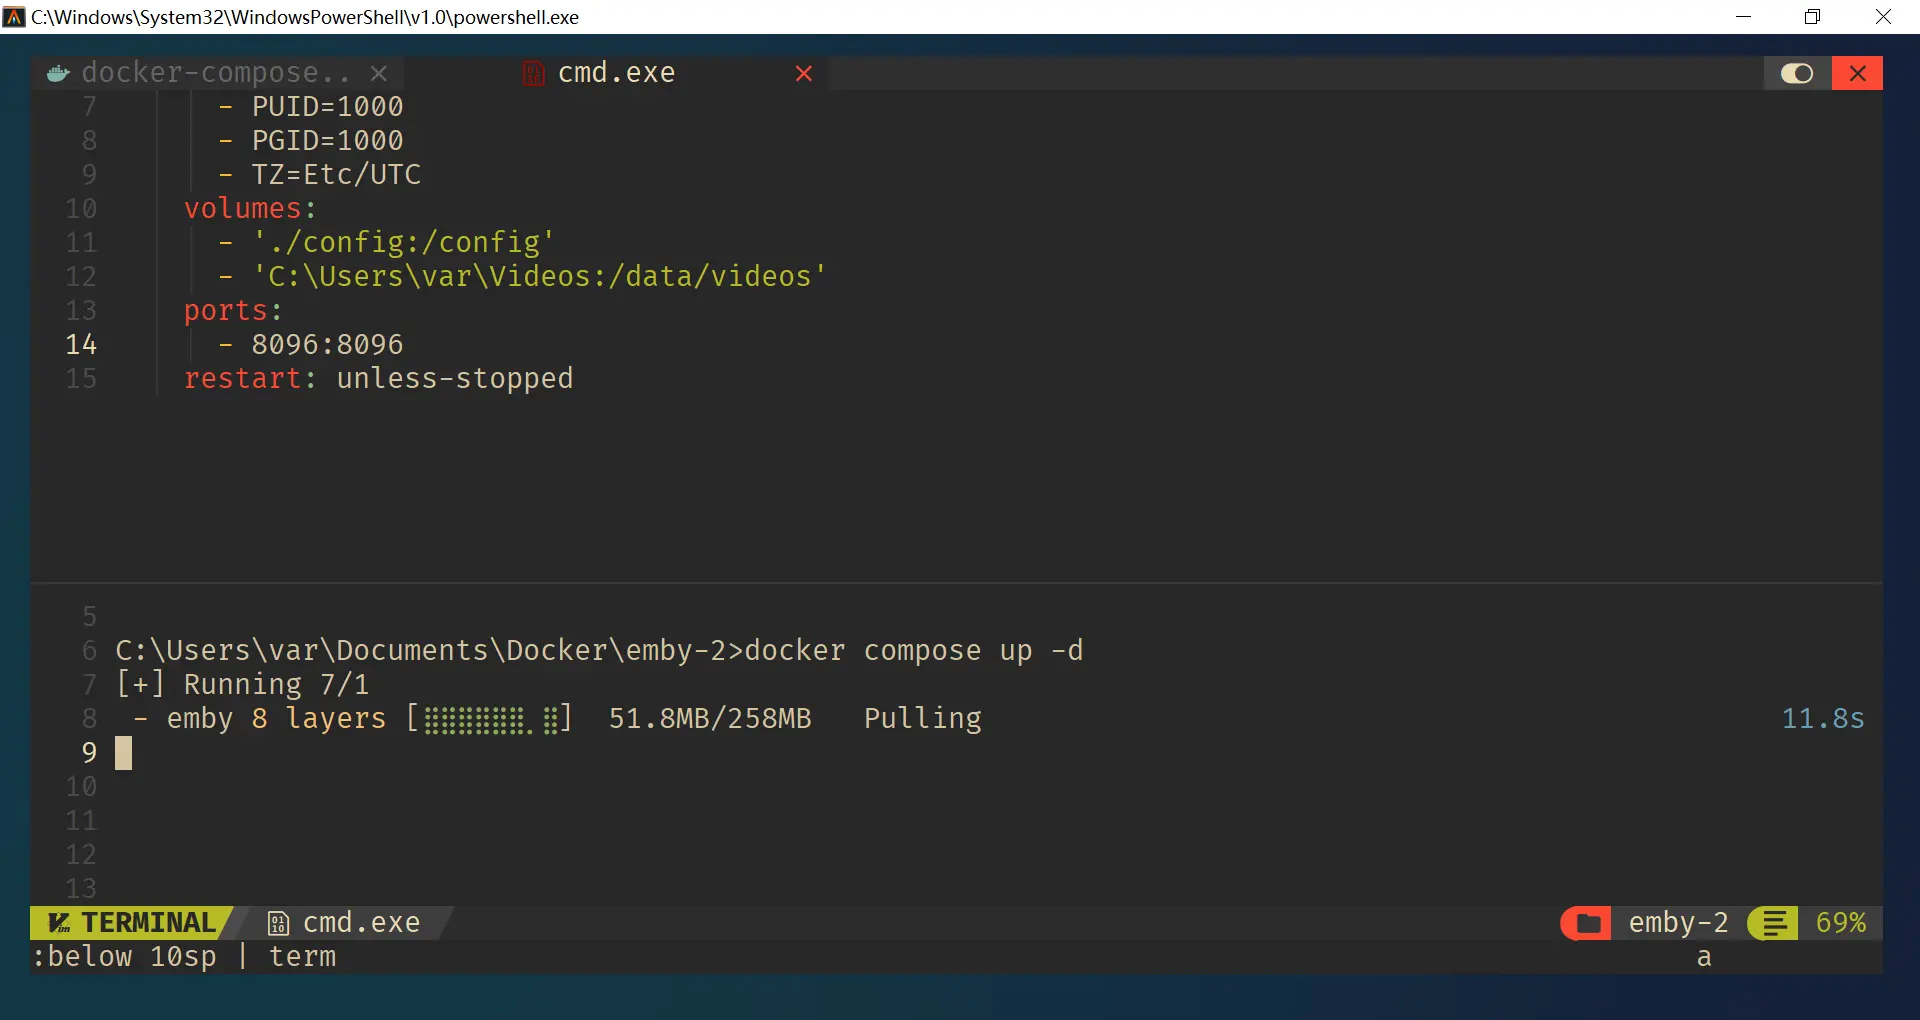 C:\Windows\System32\WindowsPowerShell\v1.0\powershell.exe
docker-compose.. cmd.exe
7 - PUID=1000
8 - PGID=1000
9 - TZ=Etc/UTC
10 volumes:
11 - './config:/config'
12 - 'C:\Users\var\Videos:/data/videos'
13 ports:
14 - 8096:8096
15 restart: unless-stopped
5
6 C:\Users\var\Documents\Docker\emby-2>docker compose up -d
7 [+] Running 7/1
8 - emby 8 layers [⣿⣿⣿⣿⣿⣿⣀⣿] 51.8MB/258MB Pulling 11.8s
9
10
11
12
13
TERMINAL cmd.exe emby-2 69%
:below 10sp | term a